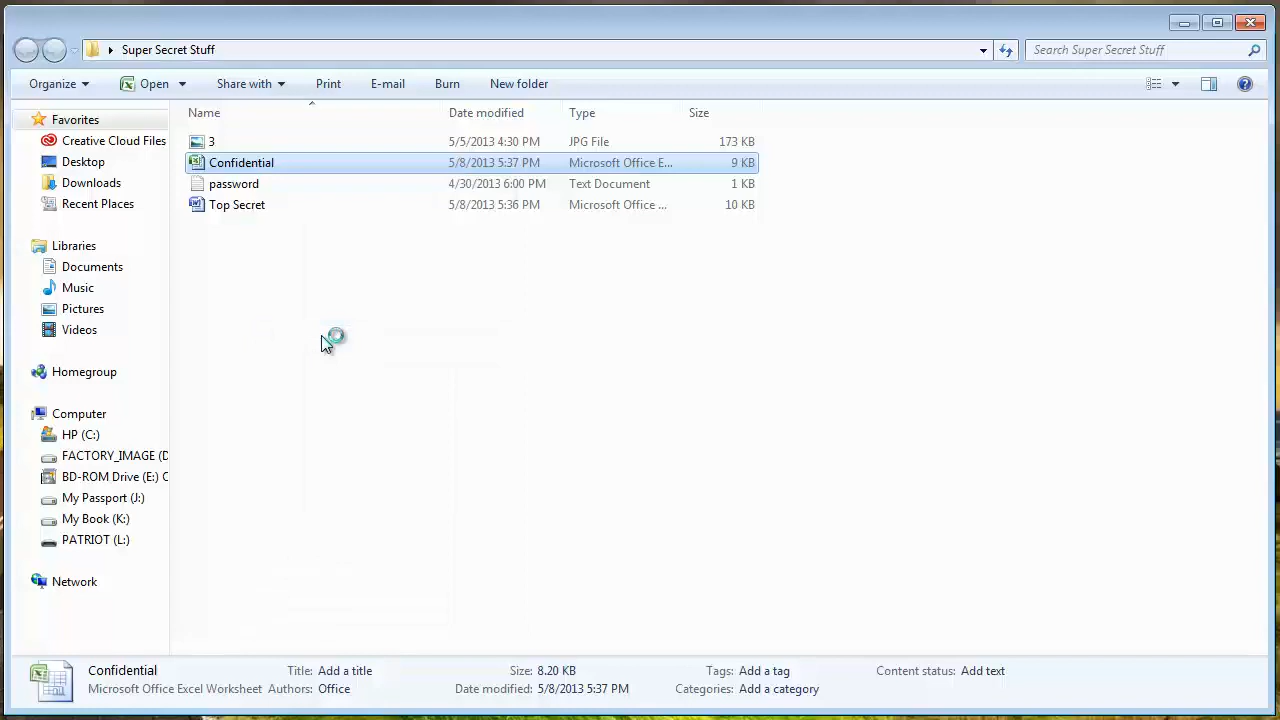 Super Secret Stuff
Search Super Secret Stuff
Organize Open Share with Print E-mail Burn New folder
Name Date modified Type Size
Favorites
Creative Cloud Files
Desktop
Downloads
Recent Places
Libraries
Documents
Music
Pictures
Videos
Homegroup
Computer
HP (C:)
FACTORY_IMAGE (D
BD-ROM Drive (E:) C
My Passport (J:)
My Book (K:)
PATRIOT (L:)
Network
3 5/5/2013 4:30 PM JPG File 173 KB
Confidential 5/8/2013 5:37 PM Microsoft Office E... 9 KB
password 4/30/2013 6:00 PM Text Document 1 KB
Top Secret 5/8/2013 5:36 PM Microsoft Office ... 10 KB
Confidential Title: Add a title Size: 8.20 KB Tags: Add a tag Content status: Add text
Microsoft Office Excel Worksheet Authors: Office Date modified: 5/8/2013 5:37 PM Categories: Add a category